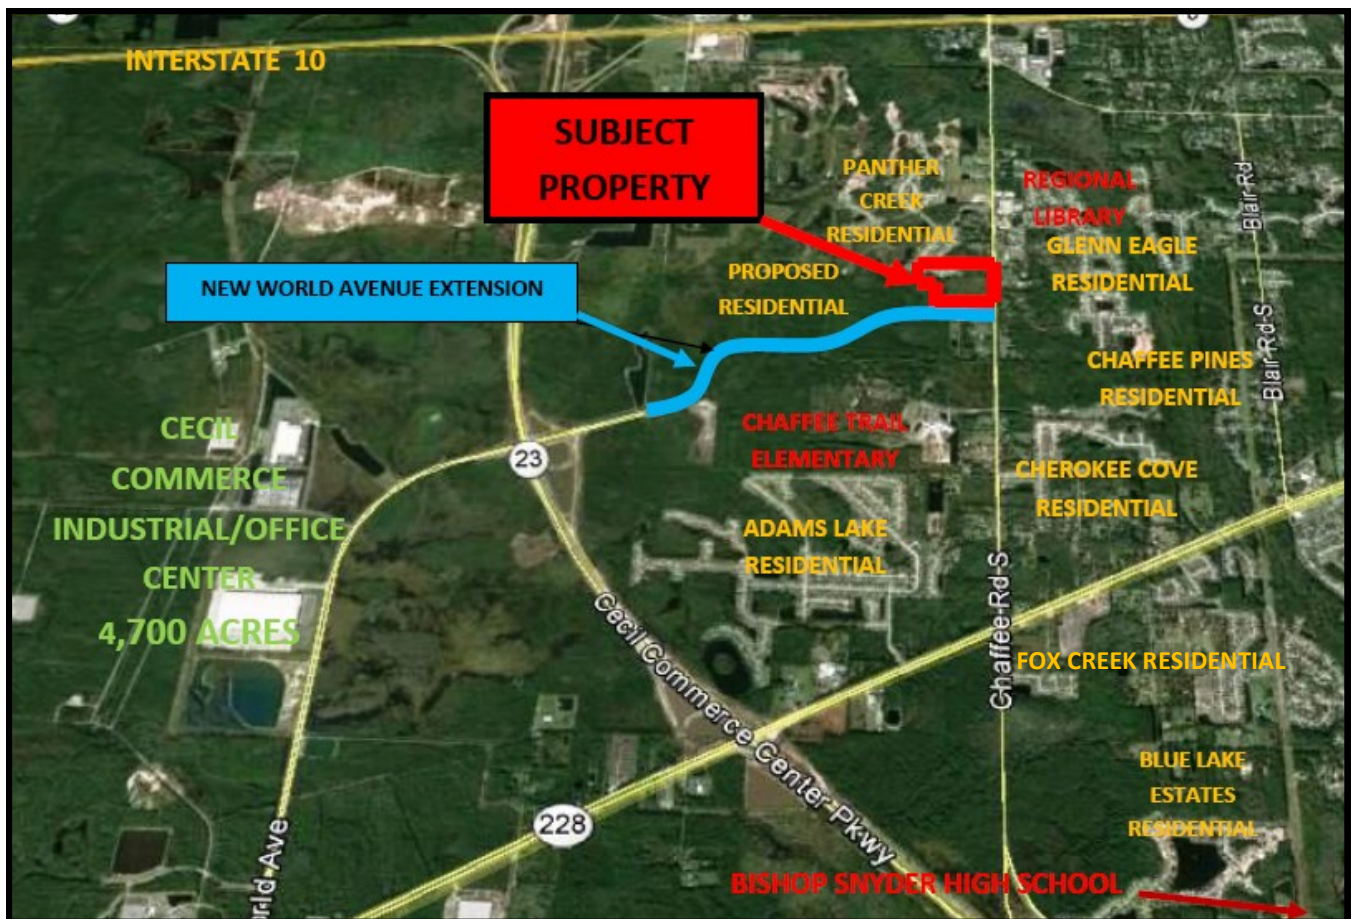 INTERSTATE 10
SUBJECT
PROPERTY
PANTHER
CREEK
RESIDENTIAL
REGIONAL
LIBRARY
Blair Rd
GLENN EAGLE
RESIDENTIAL
PROPOSED
RESIDENTIAL
NEW WORLD AVENUE EXTENSION
CHAFFEE PINES
RESIDENTIAL
Blair Rd-S
CECIL
COMMERCE
INDUSTRIAL/OFFICE
CENTER
4,700 ACRES
23
CHAFFEE TRAIL
ELEMENTARY
CHEROKEE COVE
RESIDENTIAL
ADAMS LAKE
RESIDENTIAL
Chaffee-Rd-S
Cecil Commerce Center Pkwy
FOX CREEK RESIDENTIAL
BLUE LAKE
ESTATES
RESIDENTIAL
228
Ave
BISHOP SNYDER HIGH SCHOOL